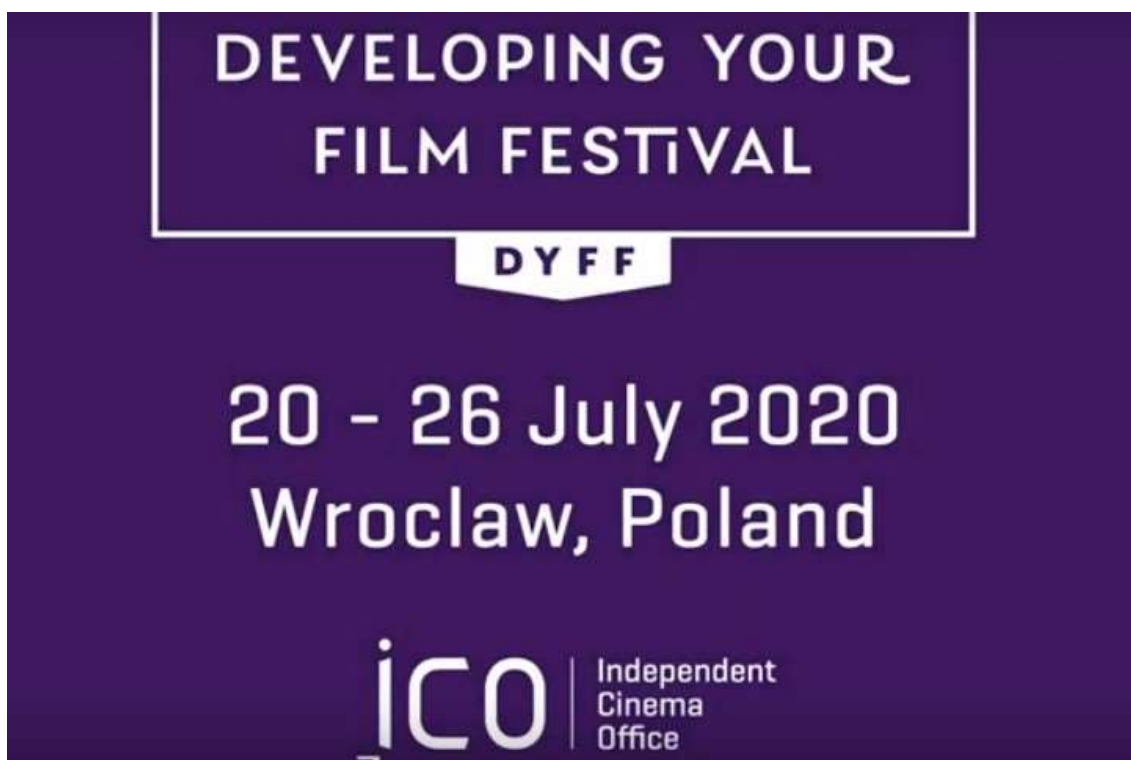 DEVELOPING YOUR
FILM FESTIVAL
DYFF
20 - 26 July 2020
Wroclaw, Poland
ico
Independent
Cinema
Office